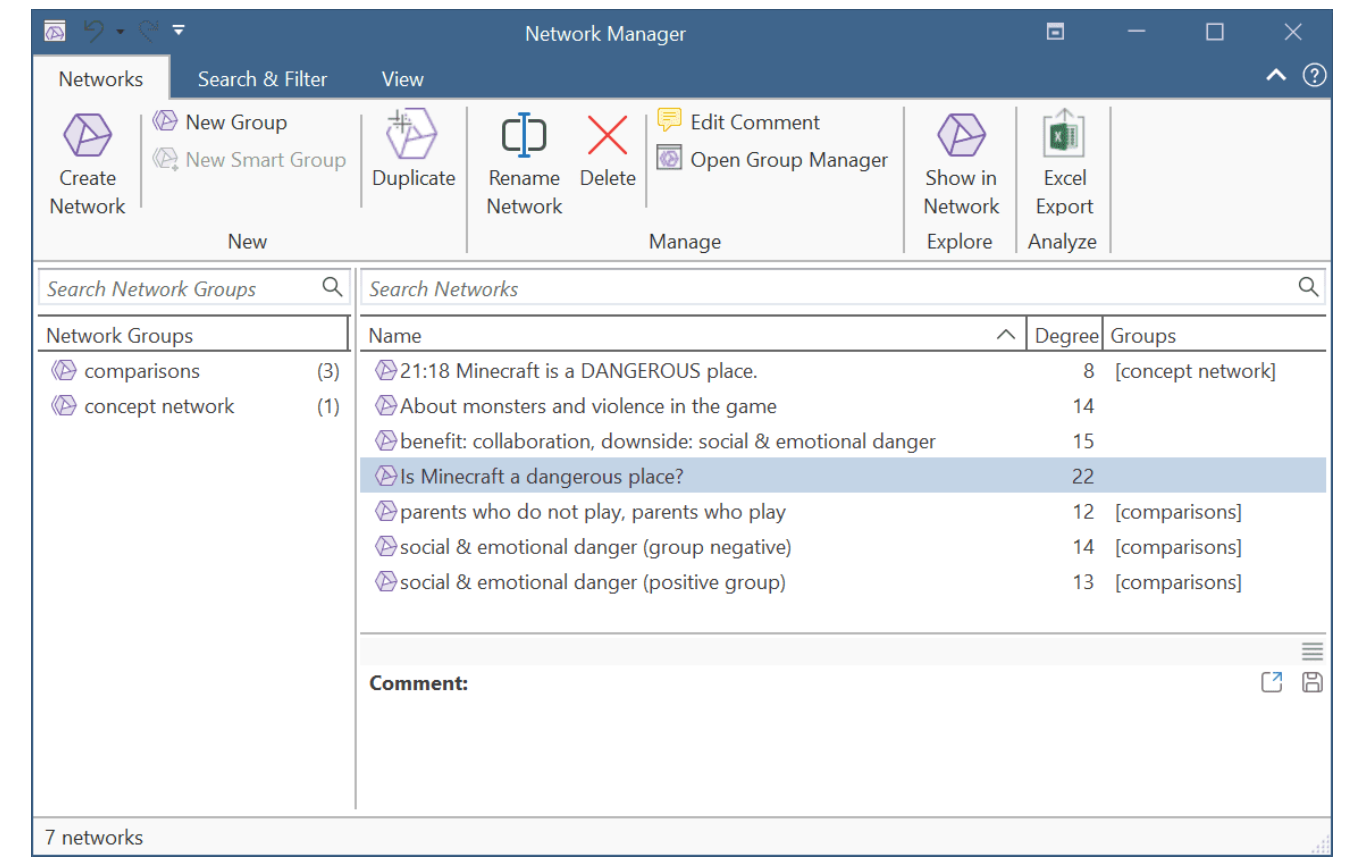 Network Manager
Networks Search & Filter View
Create Network
New Group
New Smart Group
Duplicate
New
Rename Network
Delete
Edit Comment
Open Group Manager
Manage
Show in Network
Explore
Excel Export
Analyze
Search Network Groups
Search Networks
Network Groups
comparisons (3)
concept network (1)
Name Degree Groups
21:18 Minecraft is a DANGEROUS place. 8 [concept network]
About monsters and violence in the game 14
benefit: collaboration, downside: social & emotional danger 15
Is Minecraft a dangerous place? 22
parents who do not play, parents who play 12 [comparisons]
social & emotional danger (group negative) 14 [comparisons]
social & emotional danger (positive group) 13 [comparisons]
Comment:
7 networks